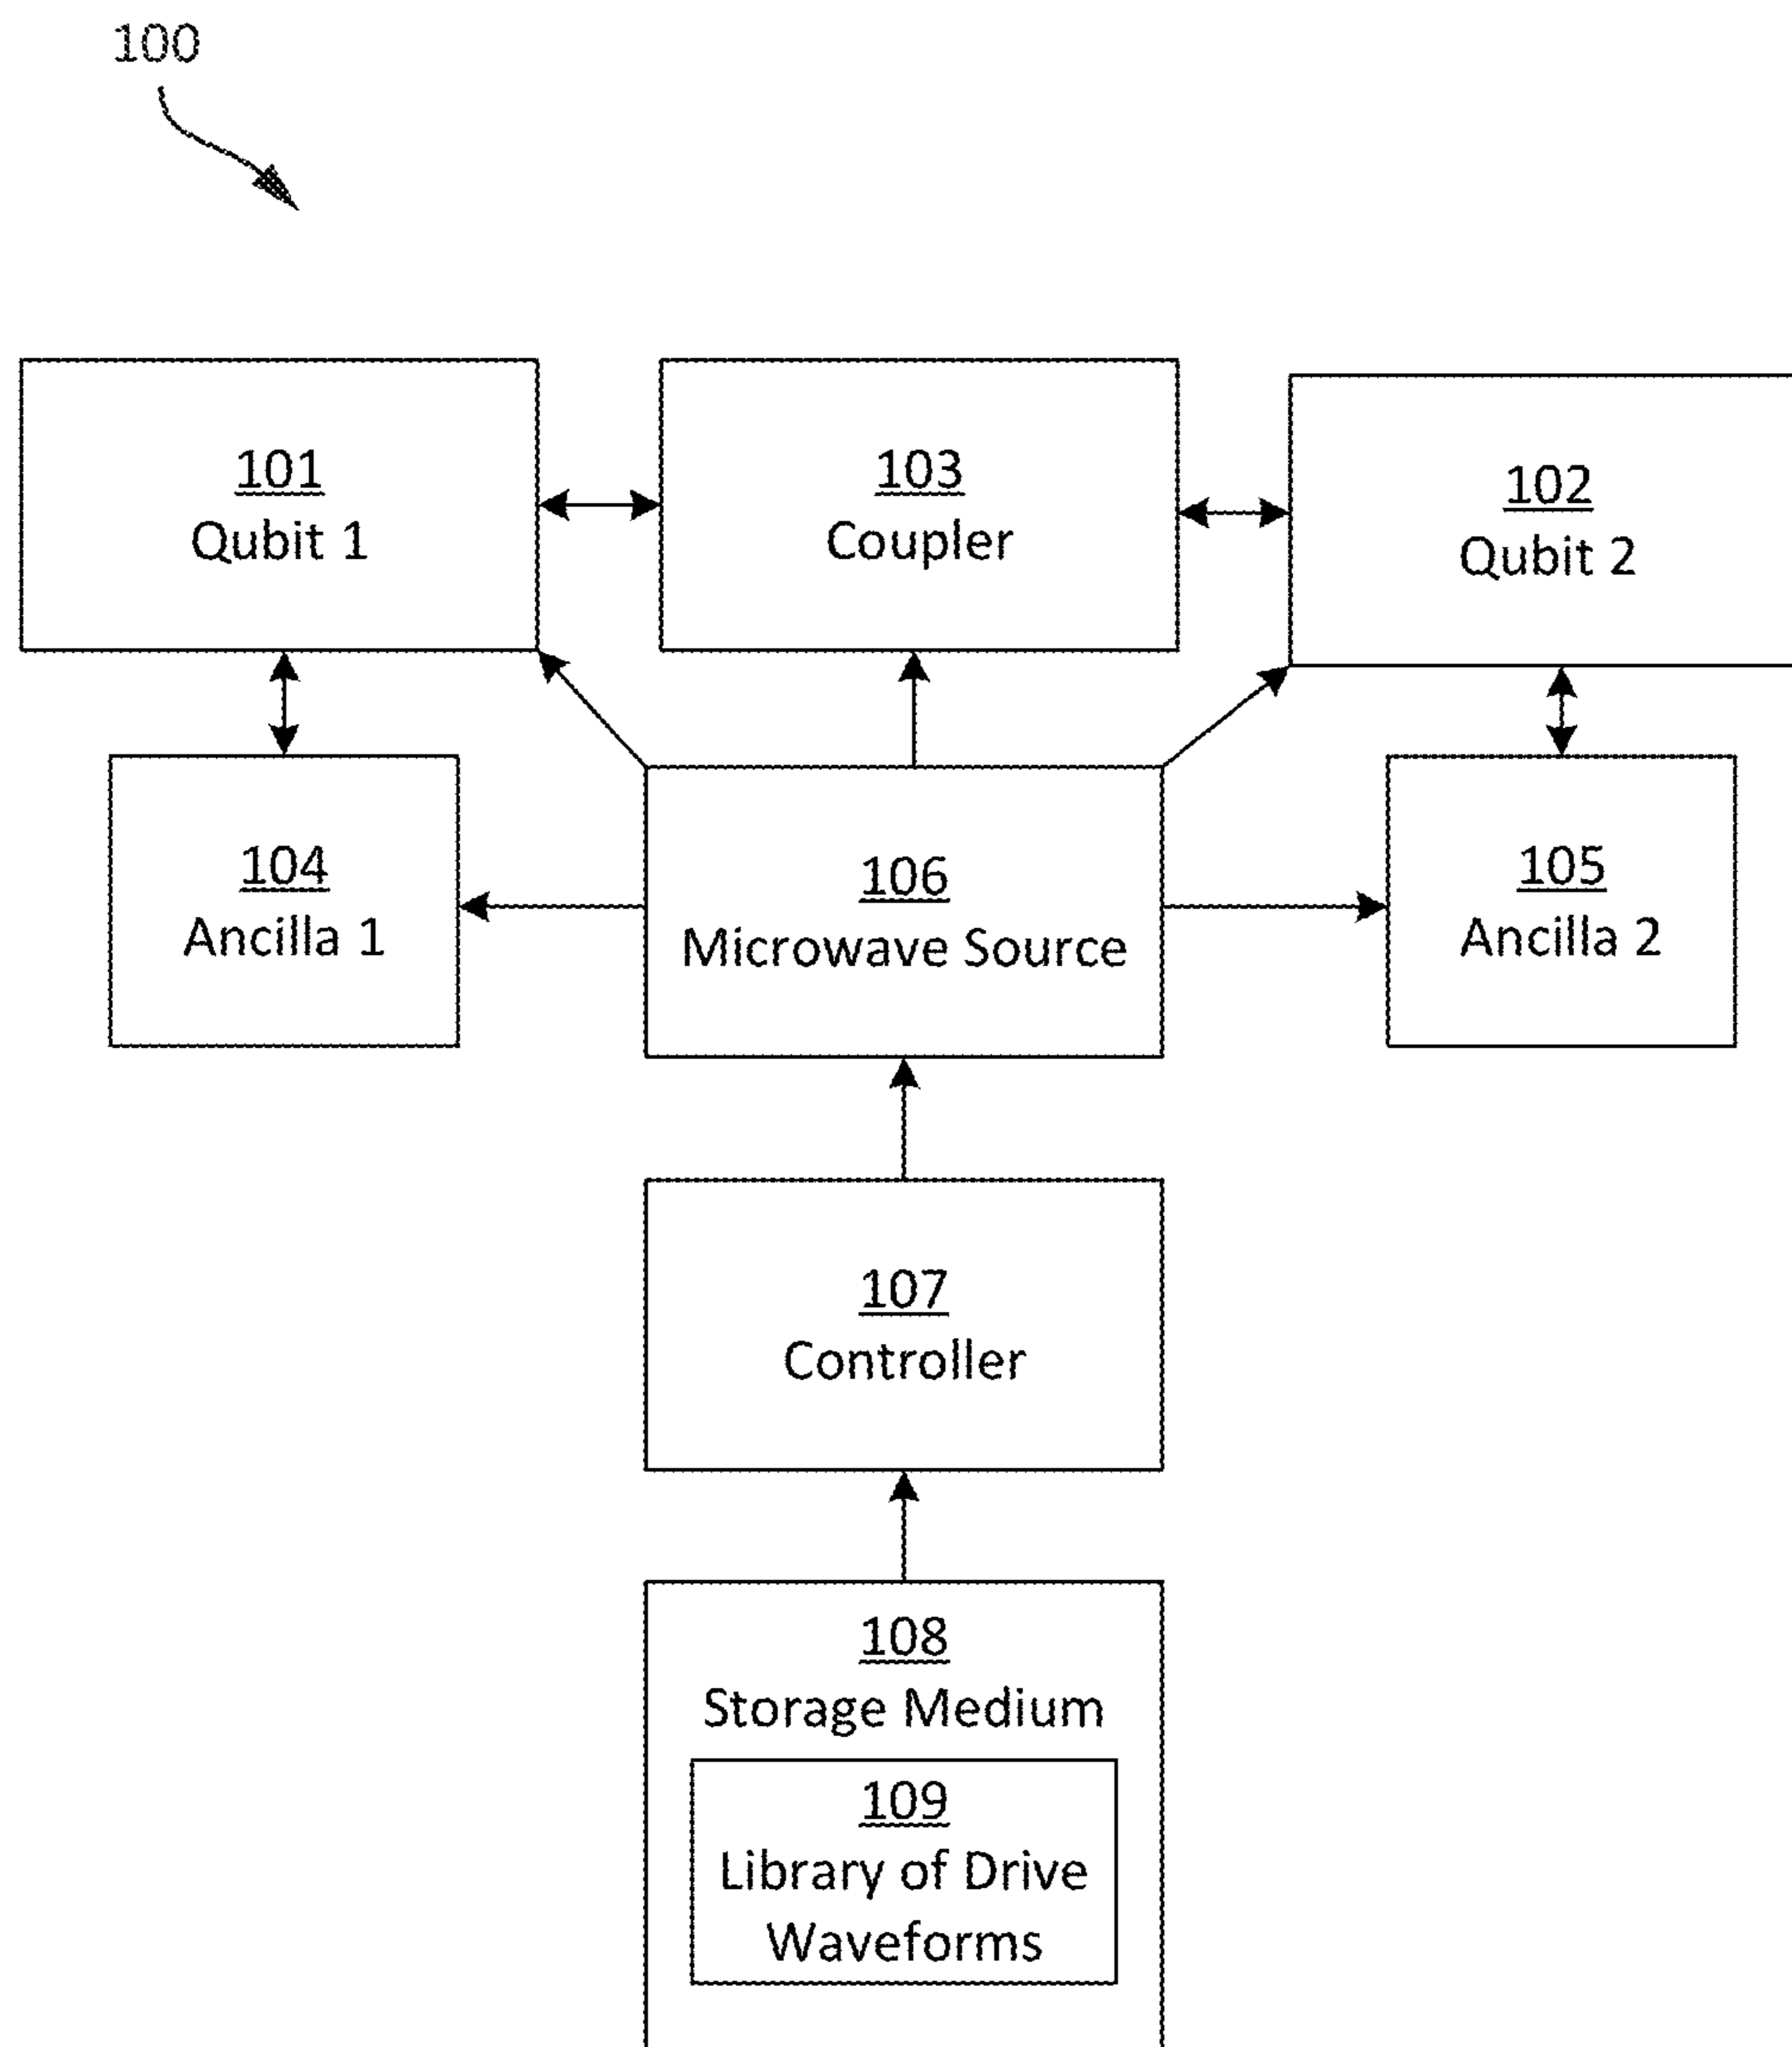 100
101
Qubit 1
103
Coupler
102
Qubit 2
104
Ancilla 1
106
Microwave Source
105
Ancilla 2
107
Controller
108
Storage Medium
109
Library of Drive
Waveforms